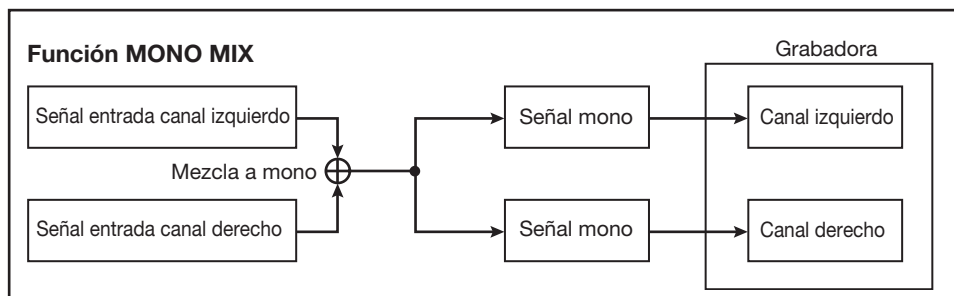 Función MONO MIX
Grabadora
Señal entrada canal izquierdo
Señal mono
Canal izquierdo
Mezcla a mono
Señal entrada canal derecho
Señal mono
Canal derecho